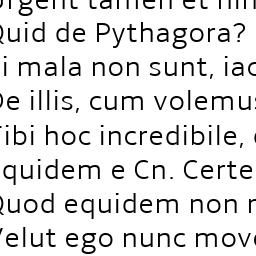 urgent tamen et nihil
Quid de Pythagora?
Si mala non sunt, iac
De illis, cum volemus
Tibi hoc incredibile,
equidem e Cn. Certe
Quod equidem non
Velut ego nunc move